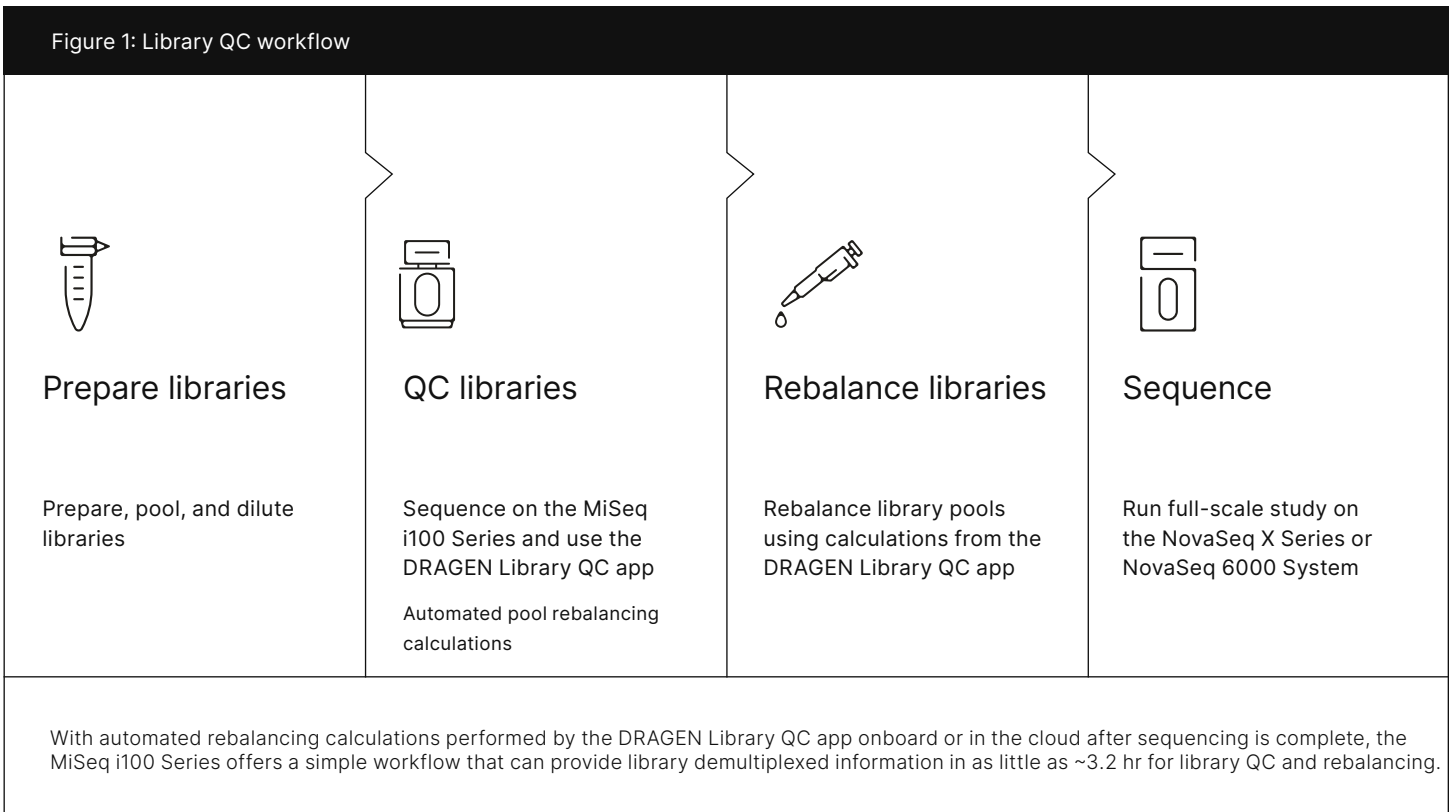 Figure 1: Library QC workflow
Prepare libraries
Prepare, pool, and dilute
libraries
QC libraries
Sequence on the MiSeq
i100 Series and use the
DRAGEN Library QC app
Automated pool rebalancing
calculations
Rebalance libraries
Rebalance library pools
using calculations from the
DRAGEN Library QC app
Sequence
Run full-scale study on
the NovaSeq X Series or
NovaSeq 6000 System
With automated rebalancing calculations performed by the DRAGEN Library QC app onboard or in the cloud after sequencing is complete, the
MiSeq i100 Series offers a simple workflow that can provide library demultiplexed information in as little as ~3.2 hr for library QC and rebalancing.